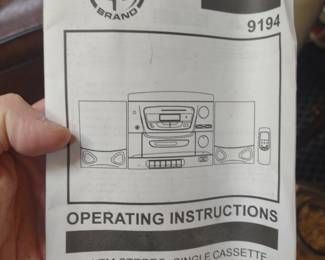 BRAND
9194
OPERATING INSTRUCTIONS
SINGLE CASSETTE